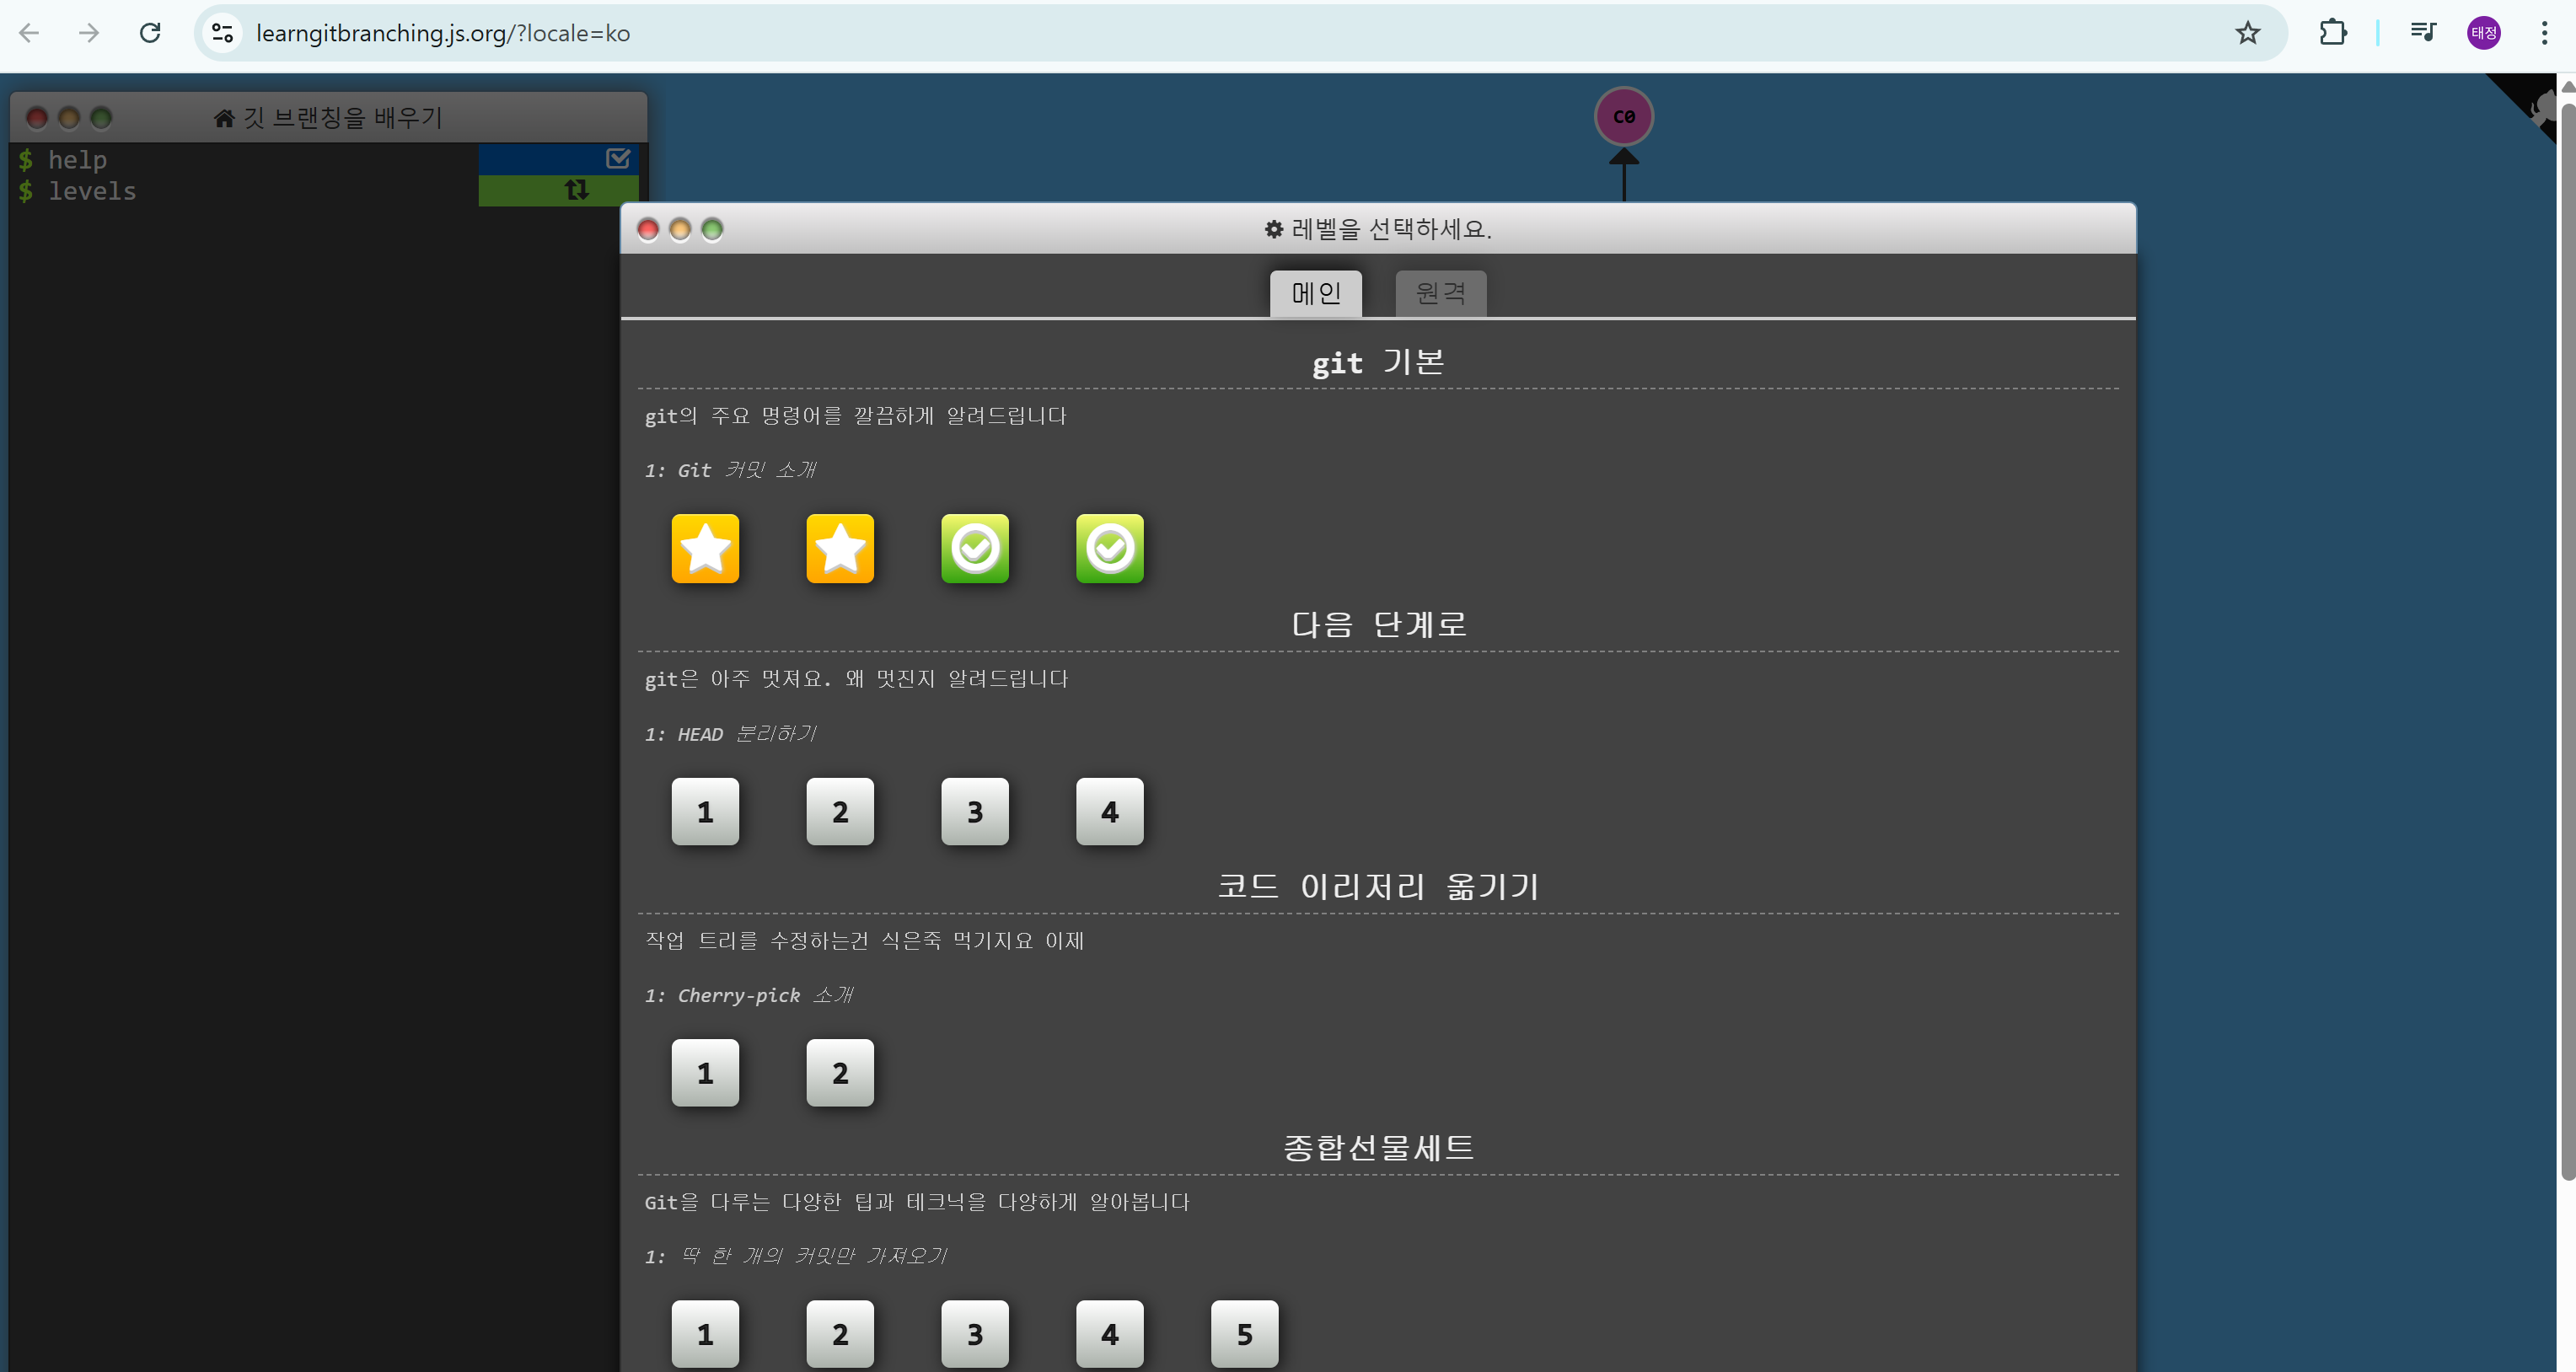 learngitbranching.js.org/?locale=ko
태정
깃 브랜칭을 배우기
$ help
$ levels
C0
레벨을 선택하세요.
메인 원격
git 기본
git의 주요 명령어를 깔끔하게 알려드립니다
1: Git 커밋 소개
다음 단계로
git은 아주 멋져요. 왜 멋진지 알려드립니다
1: HEAD 분리하기
1 2 3 4
코드 이리저리 옮기기
작업 트리를 수정하는건 식은죽 먹기지요 이제
1: Cherry-pick 소개
1 2
종합선물세트
Git을 다루는 다양한 팁과 테크닉을 다양하게 알아봅니다
1: 딱 한 개의 커밋만 가져오기
1 2 3 4 5